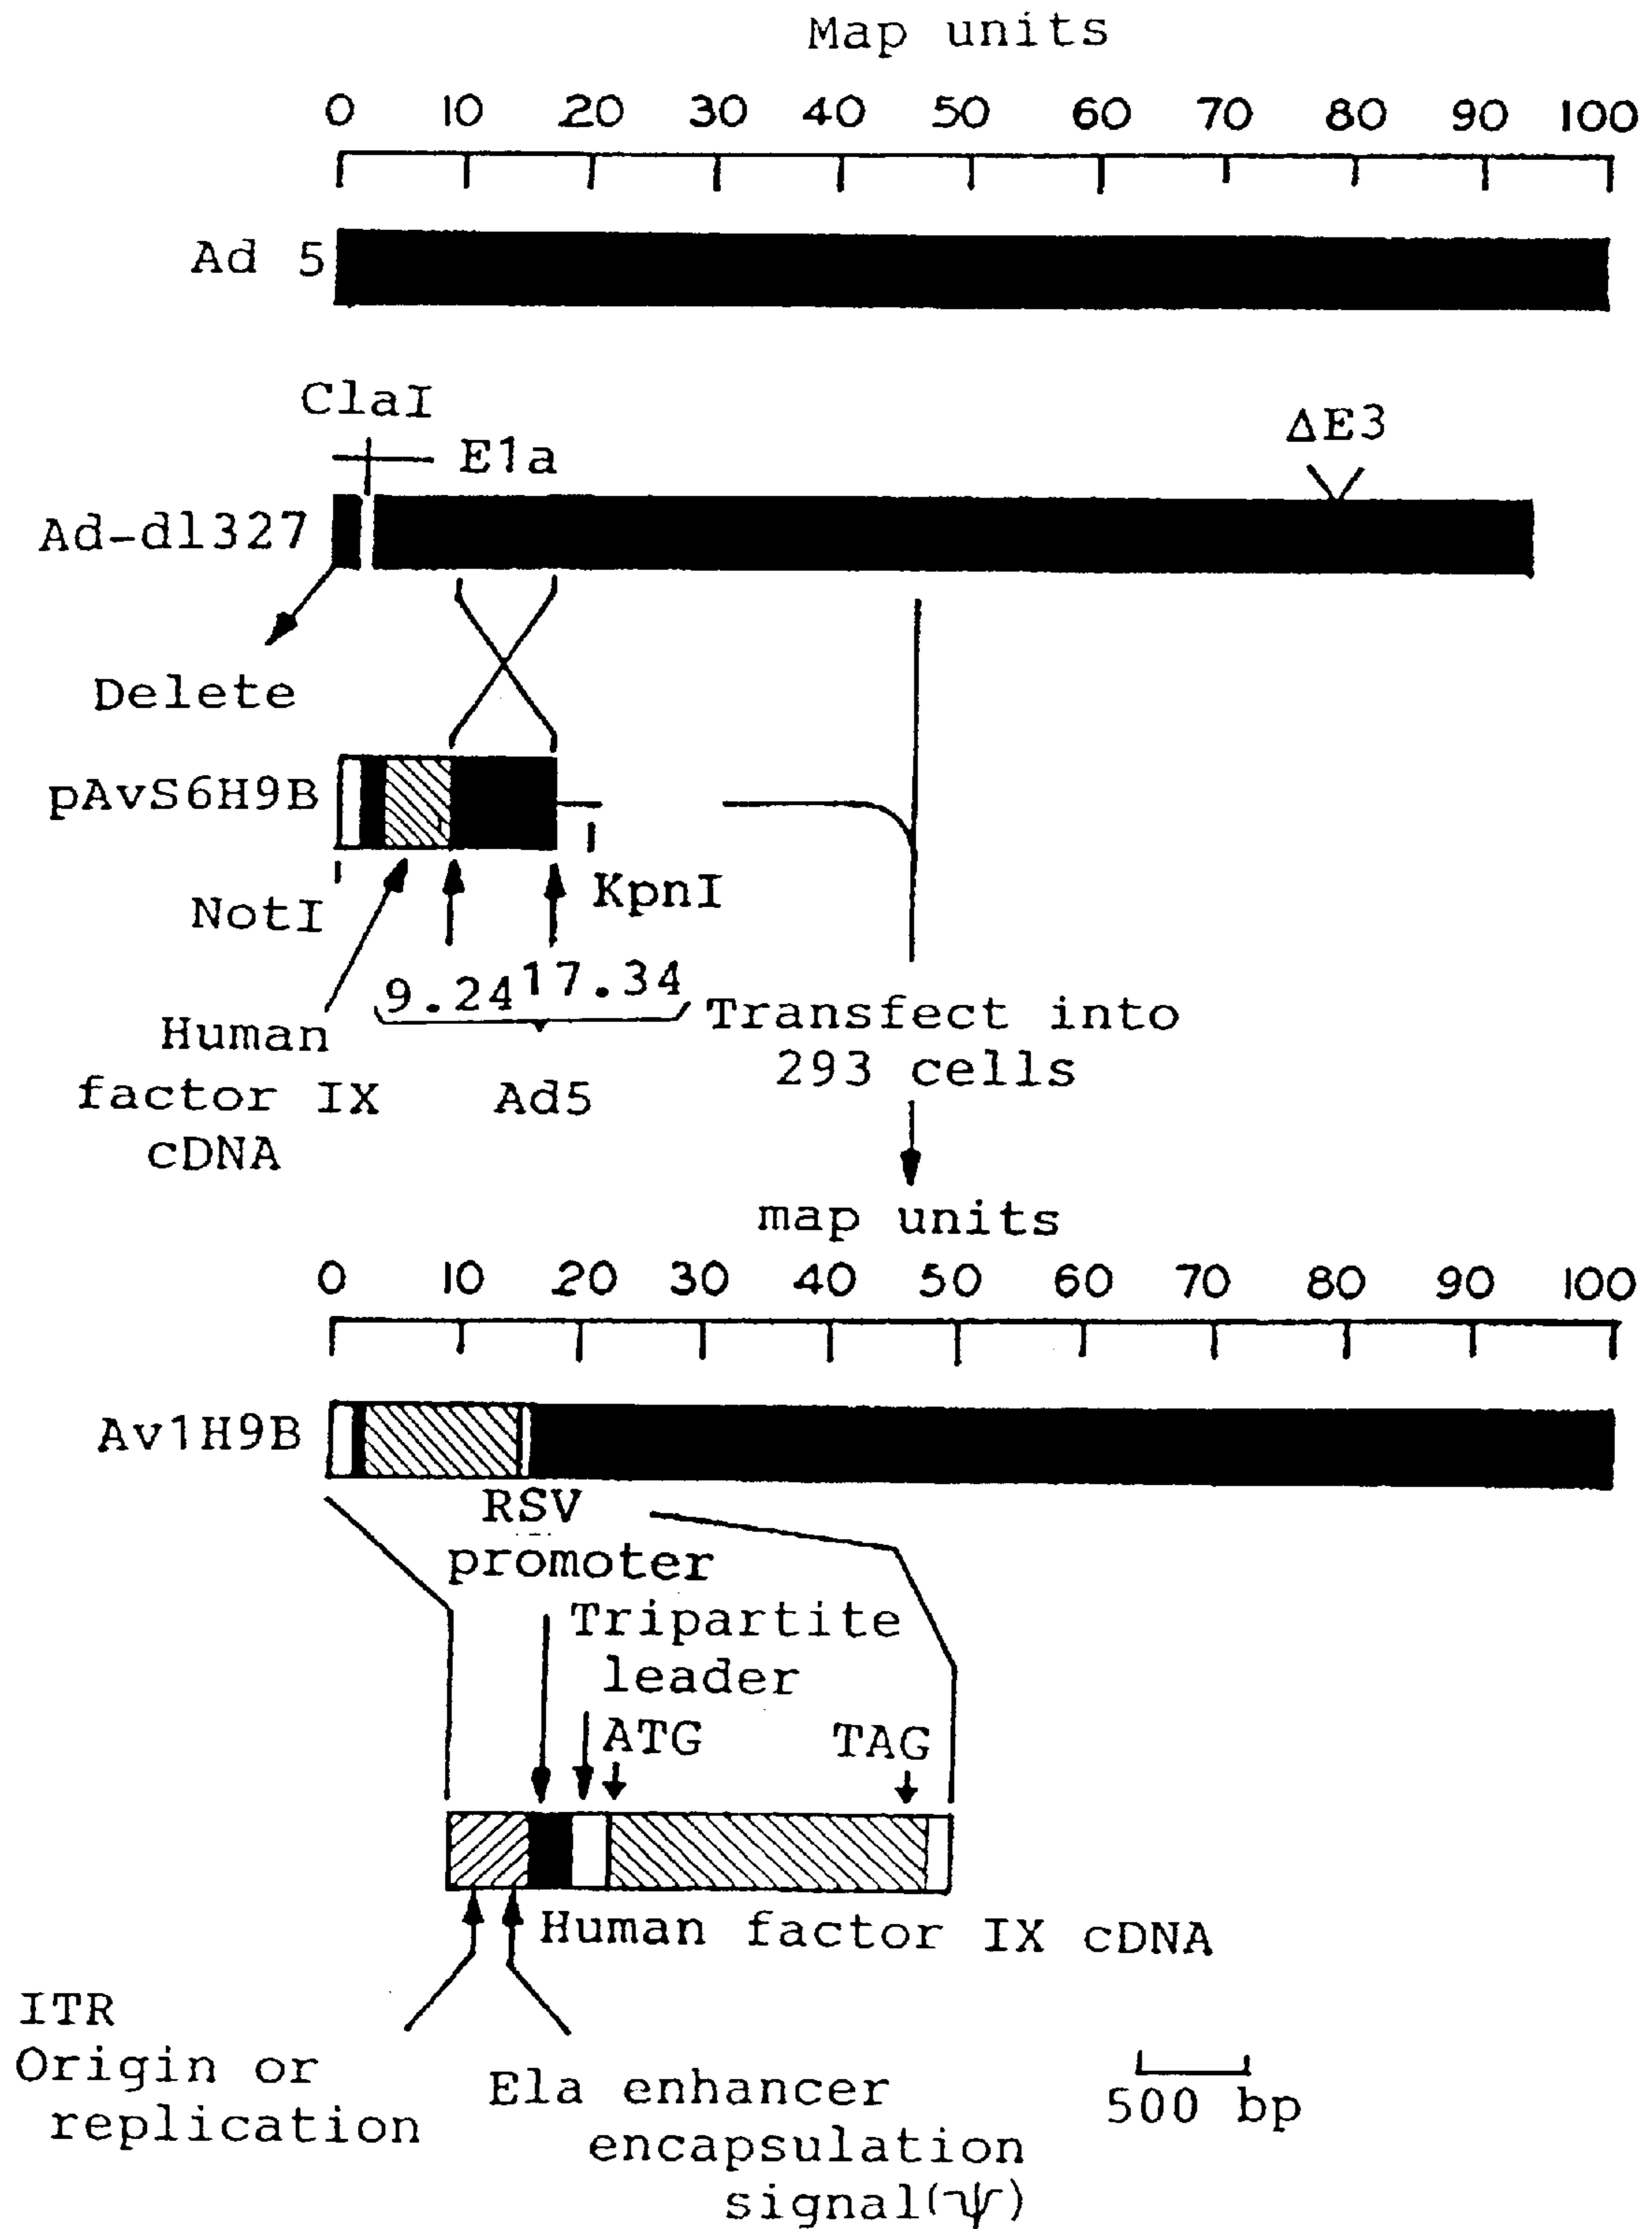 Map units
0 10 20 30 40 50 60 70 80 90 100
Ad 5
ClaI
E1a
ΔE3
Ad-dl327
Delete
pAvS6H9B
NotI
KpnI
9.24 17.34
Human
factor IX
cDNA
Ad5
Transfect into
293 cells
map units
0 10 20 30 40 50 60 70 80 90 100
Av1H9B
RSV
promoter
Tripartite
leader
ATG
TAG
Human factor IX cDNA
ITR
Origin or
replication
Ela enhancer
encapsulation
signal(ψ)
500 bp